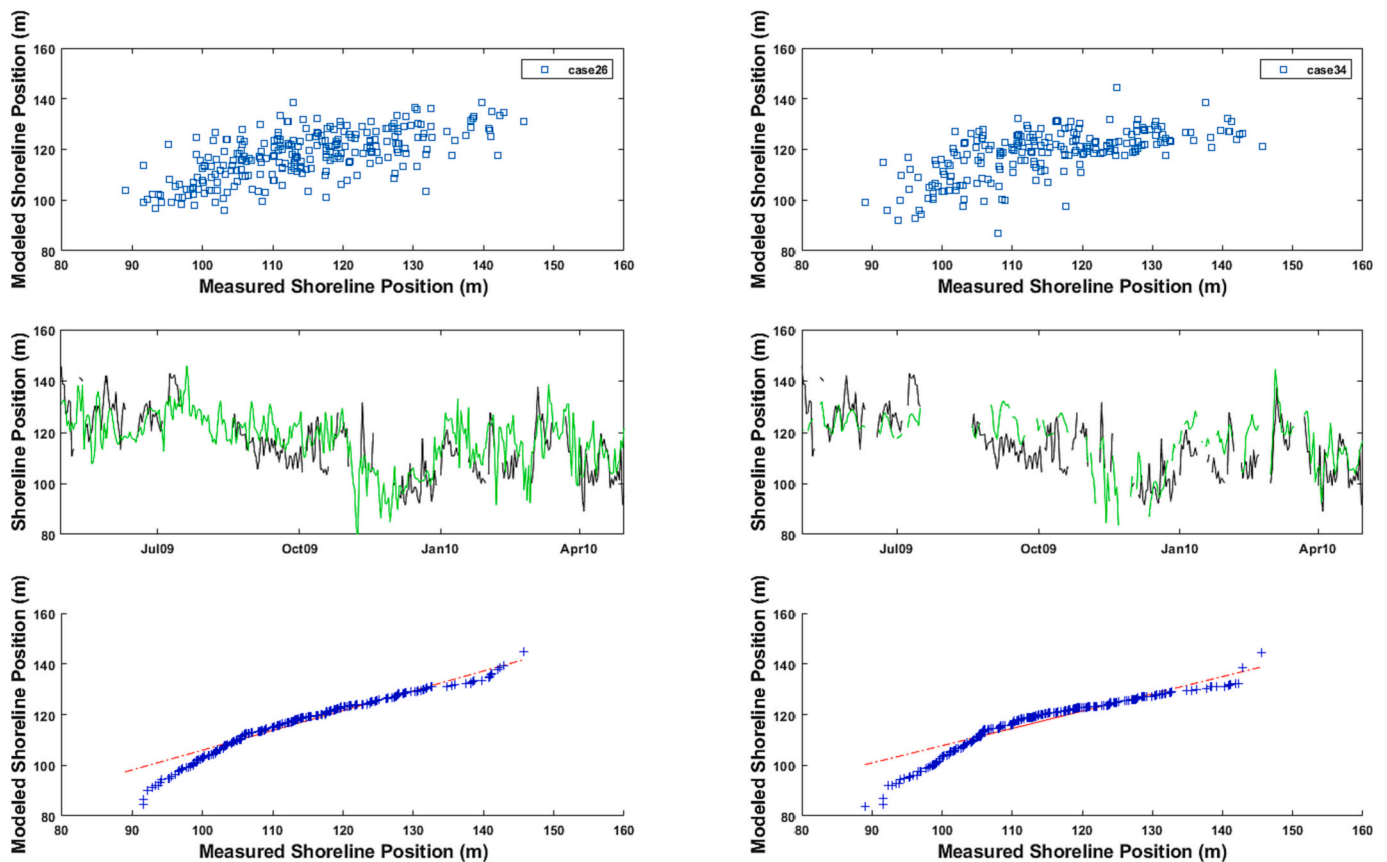 160
140
120
100
80
Modeled Shoreline Position (m)
case26
80 90 100 110 120 130 140 150 160
Measured Shoreline Position (m)
160
140
120
100
80
Modeled Shoreline Position (m)
case34
80 90 100 110 120 130 140 150 160
Measured Shoreline Position (m)
160
140
120
100
80
Shoreline Position (m)
Jul09 Oct09 Jan10 Apr10
160
140
120
100
80
Shoreline Position (m)
Jul09 Oct09 Jan10 Apr10
160
140
120
100
80
Modeled Shoreline Position (m)
80 90 100 110 120 130 140 150 160
Measured Shoreline Position (m)
160
140
120
100
80
Modeled Shoreline Position (m)
80 90 100 110 120 130 140 150 160
Measured Shoreline Position (m)